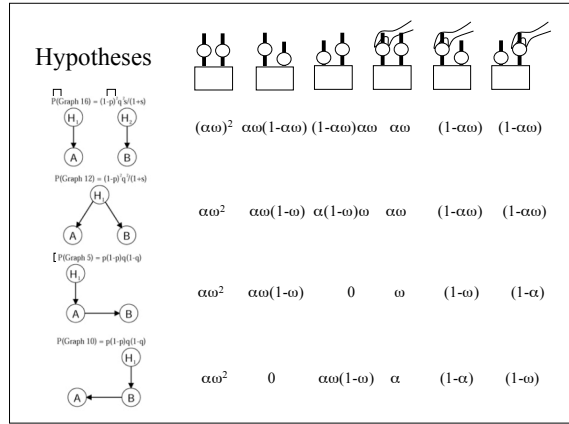 Hypotheses
P(Graph 16) = (1-p)²q²s/(1+s)
H₁ H₂
A B
(αω)² αω(1-αω) (1-αω)αω αω (1-αω) (1-αω)
P(Graph 12) = (1-p)²q²/(1+s)
H₁
A B
αω² αω(1-ω) α(1-ω)ω αω (1-αω) (1-αω)
P(Graph 5) = p(1-p)q(1-q)
H₁
A B
αω² αω(1-ω) 0 ω (1-ω) (1-α)
P(Graph 10) = p(1-p)q(1-q)
H₁
A B
αω² 0 αω(1-ω) α (1-α) (1-ω)